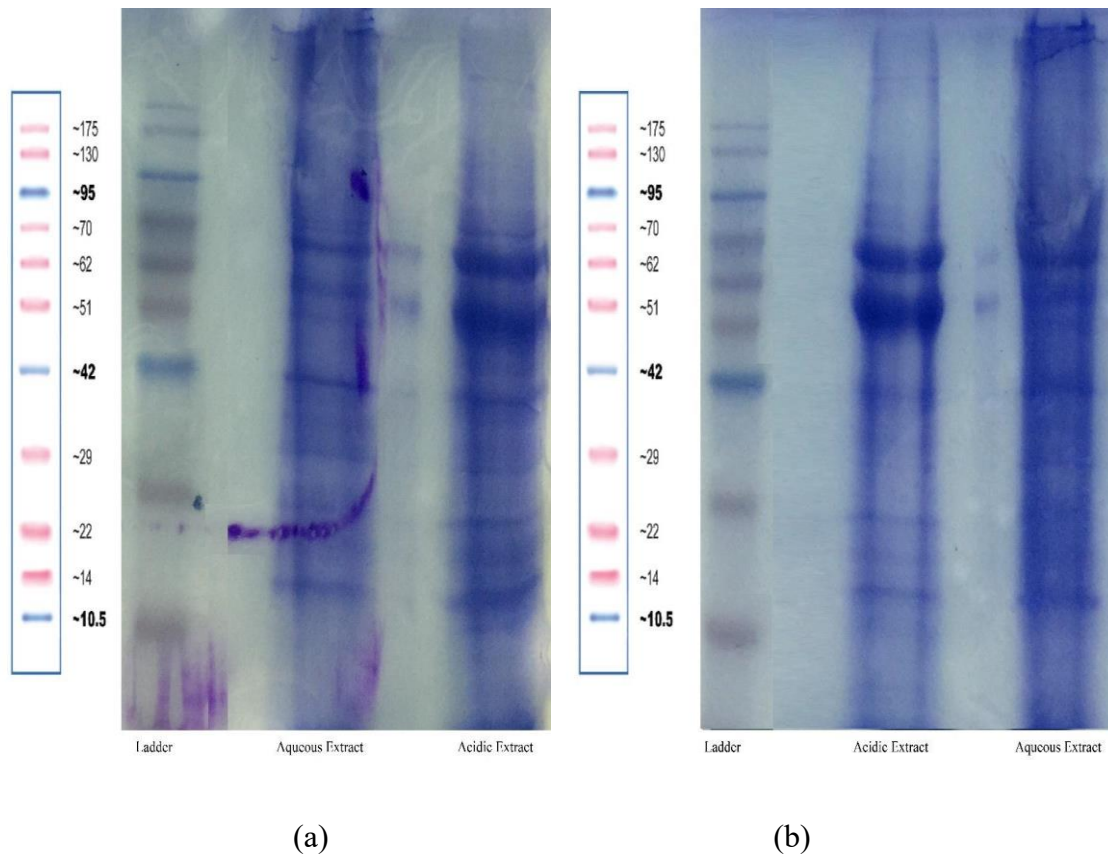 ~175
~130
~95
~70
~62
~51
~42
~29
~22
~14
~10.5
Ladder
Aqueous Extract
Acidic Extract
(a)
~175
~130
~95
~70
~62
~51
~42
~29
~22
~14
~10.5
Ladder
Acidic Extract
Aqueous Extract
(b)